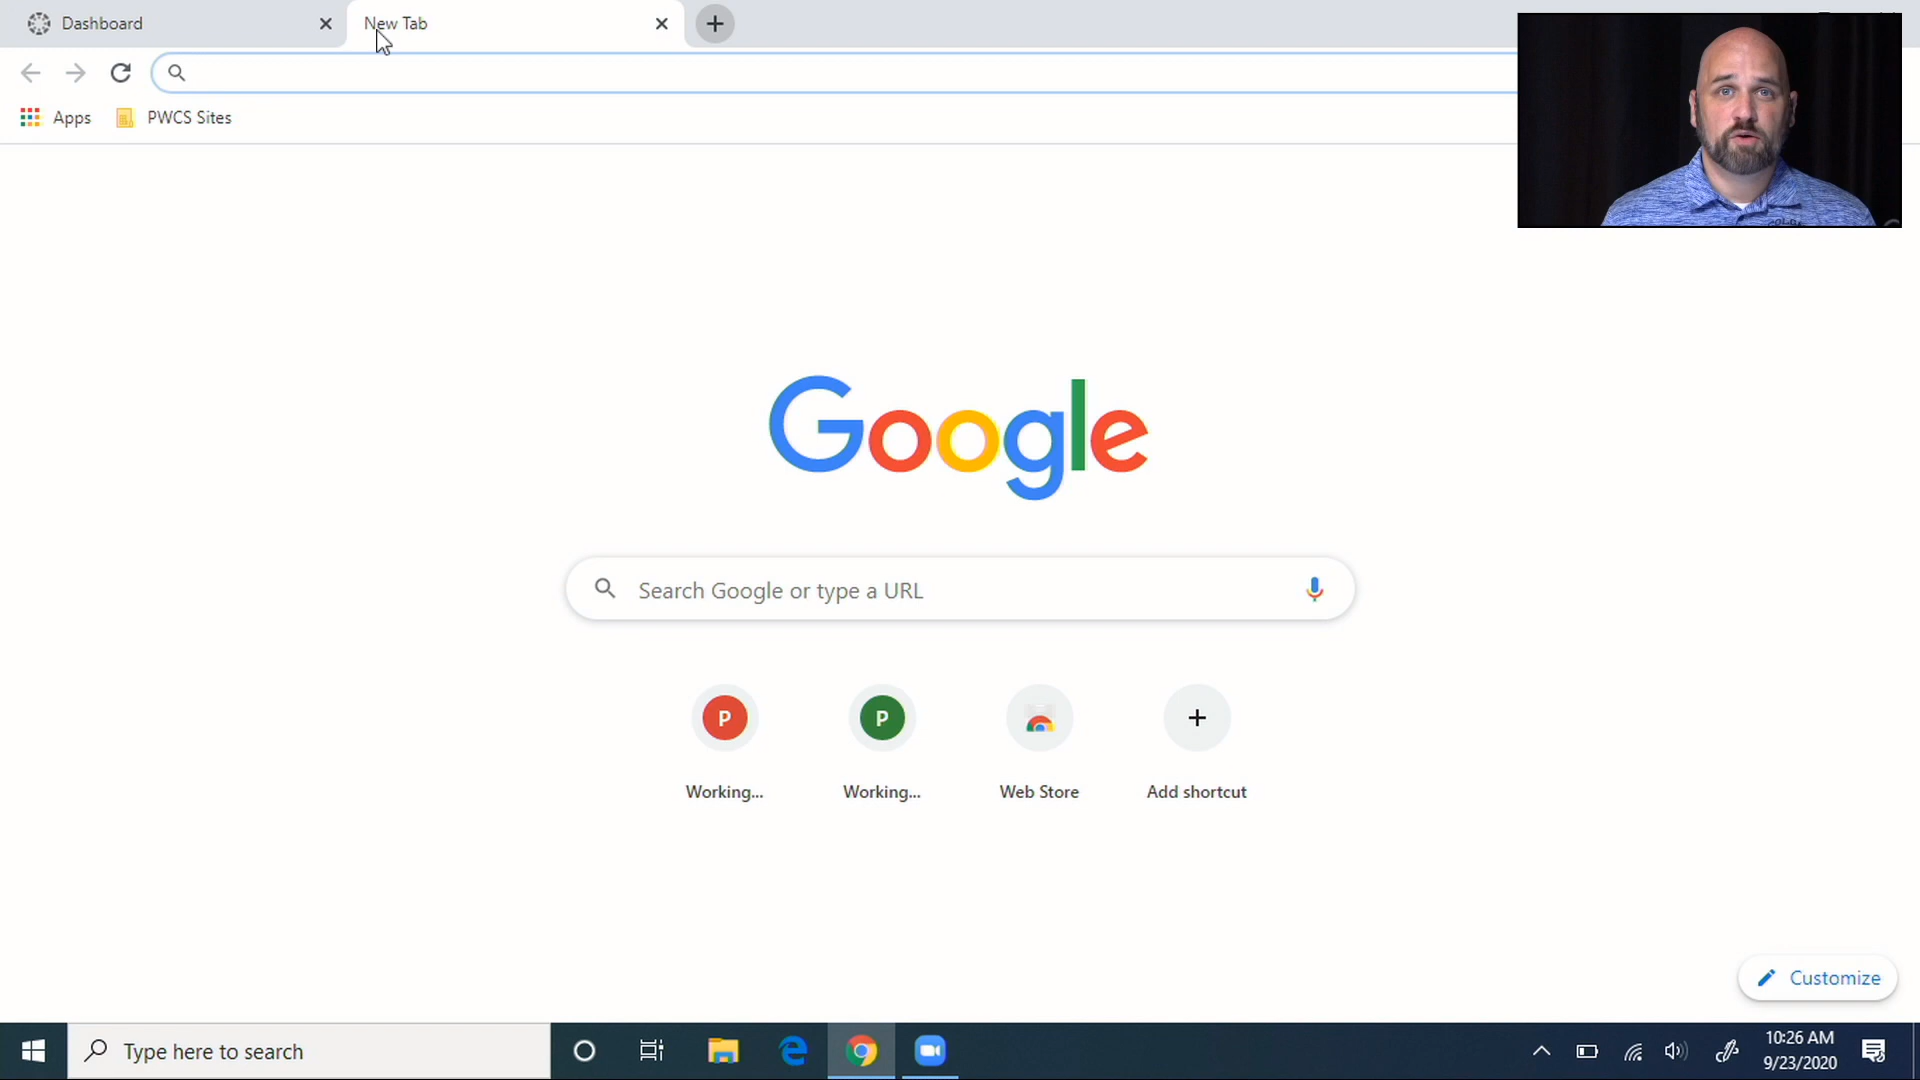 Dashboard
New Tab
Apps
PWCS Sites
Google
Search Google or type a URL
P
P
Working...
Working...
Web Store
Add shortcut
Customize
Type here to search
10:26 AM
9/23/2020